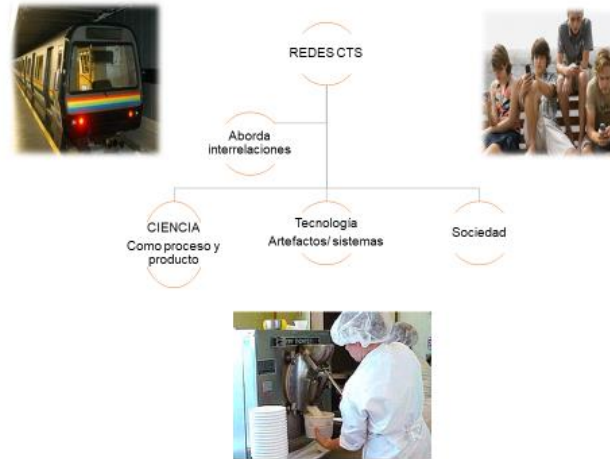 REDES CTS
Aborda
interrelaciones
CIENCIA
Como proceso y
producto
Tecnología
Artefactos/ sistemas
Sociedad